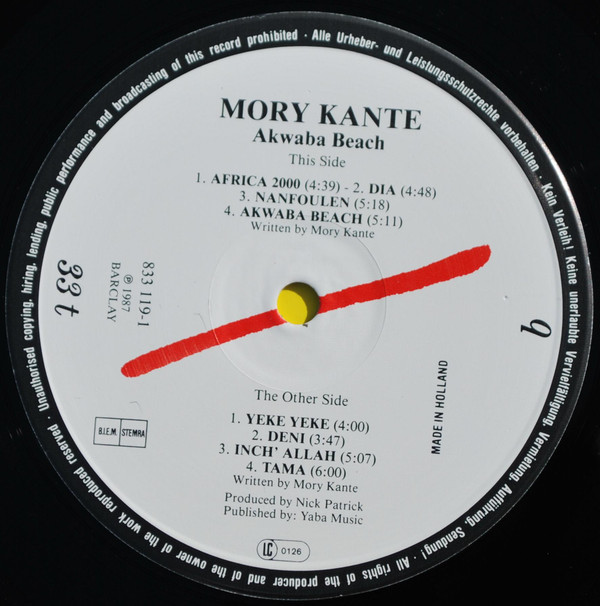 MORY KANTE
Akwaba Beach
This Side
1. AFRICA 2000 (4:39) - 2. DIA (4:48)
3. NANFOULEN (5:18)
4. AKWABA BEACH (5:11)
Written by Mory Kante
33 t
833 119-1
℗ 1987
BARCLAY
9
MADE IN HOLLAND
B.I.E.M. STEMRA
The Other Side
1. YEKE YEKE (4:00)
2. DENI (3:47)
3. INCH' ALLAH (5:07)
4. TAMA (6:00)
Written by Mory Kante
Produced by Nick Patrick
Published by: Yaba Music
LC 0126
All rights of the producer and of the owner of the work reproduced reserved · Unauthorised copying, hiring, lending, public performance and broadcasting of this record prohibited · Alle Urheber- und Leistungsschutzrechte vorbehalten · Kein Verleih! Keine unerlaubte Vervielfältigung, Vermietung, Aufführung, Sendung! ·